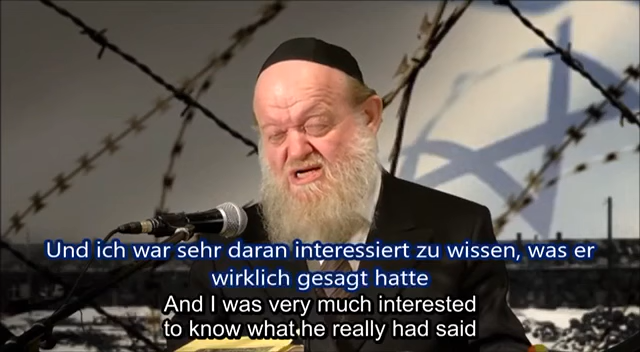 Und ich war sehr daran interessiert zu wissen, was er
wirklich gesagt hatte
And I was very much interested
to know what he really had said